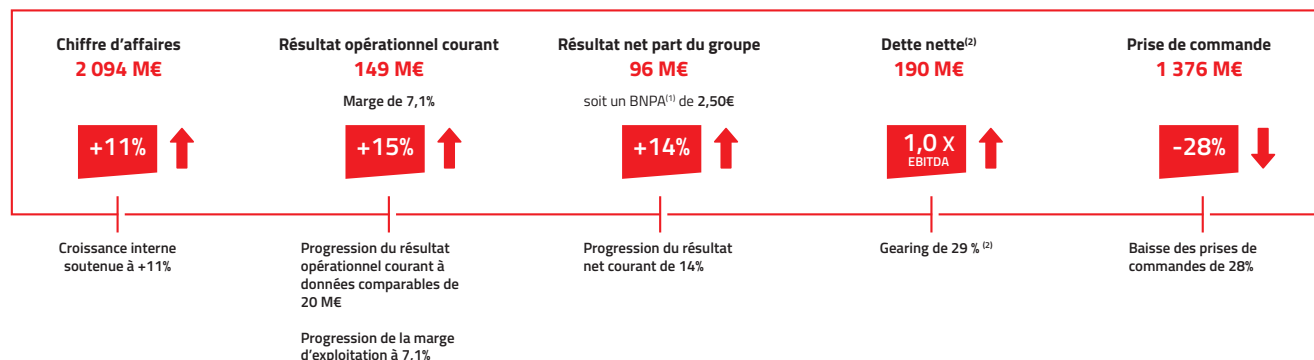 Chiffre d’affaires
2 094 M€
+11%
Croissance interne
soutenue à +11%
Résultat opérationnel courant
149 M€
Marge de 7,1%
+15%
Progression du résultat
opérationnel courant à
données comparables de
20 M€
Progression de la marge
d’exploitation à 7,1%
Résultat net part du groupe
96 M€
soit un BNPA(1) de 2,50€
+14%
Progression du résultat
net courant de 14%
Dette nette(2)
190 M€
1,0 X
EBITDA
Gearing de 29 % (2)
Prise de commande
1 376 M€
-28%
Baisse des prises de
commandes de 28%